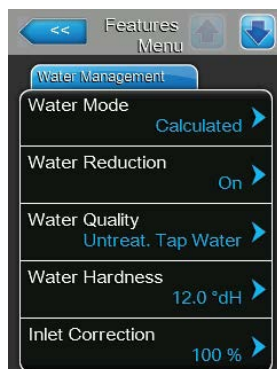 << Features
Menu
Water Management
Water Mode
Calculated
Water Reduction
On
Water Quality
Untreat. Tap Water
Water Hardness
12.0 °dH
Inlet Correction
100 %